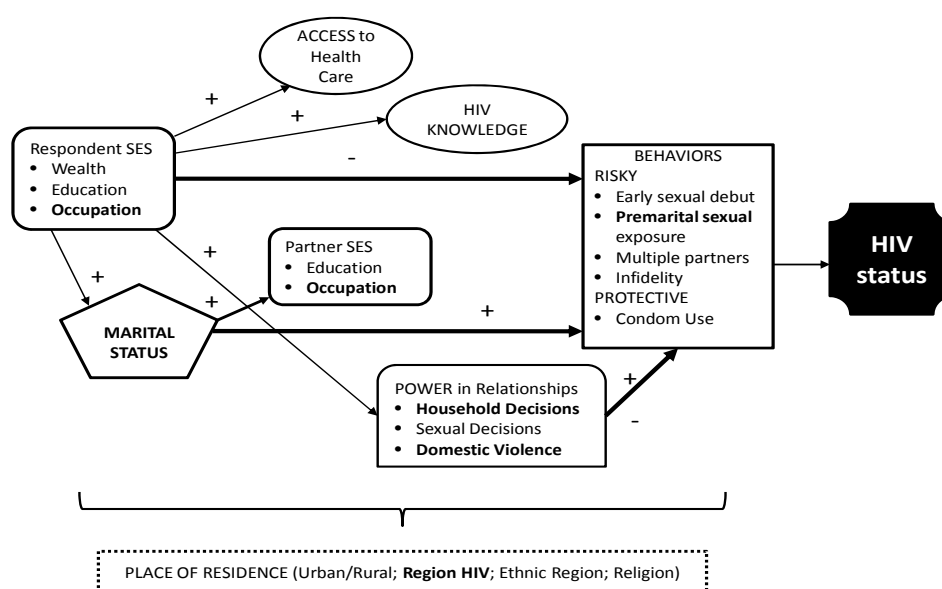 ACCESS to
Health
Care
+
+
HIV
KNOWLEDGE
Respondent SES
• Wealth
• Education
• Occupation
-
BEHAVIORS
RISKY
• Early sexual debut
• Premarital sexual
exposure
• Multiple partners
• Infidelity
PROTECTIVE
• Condom Use
HIV
status
+
+
Partner SES
• Education
• Occupation
+
MARITAL
STATUS
+
POWER in Relationships
• Household Decisions
• Sexual Decisions
• Domestic Violence
+
-
PLACE OF RESIDENCE (Urban/Rural; Region HIV; Ethnic Region; Religion)